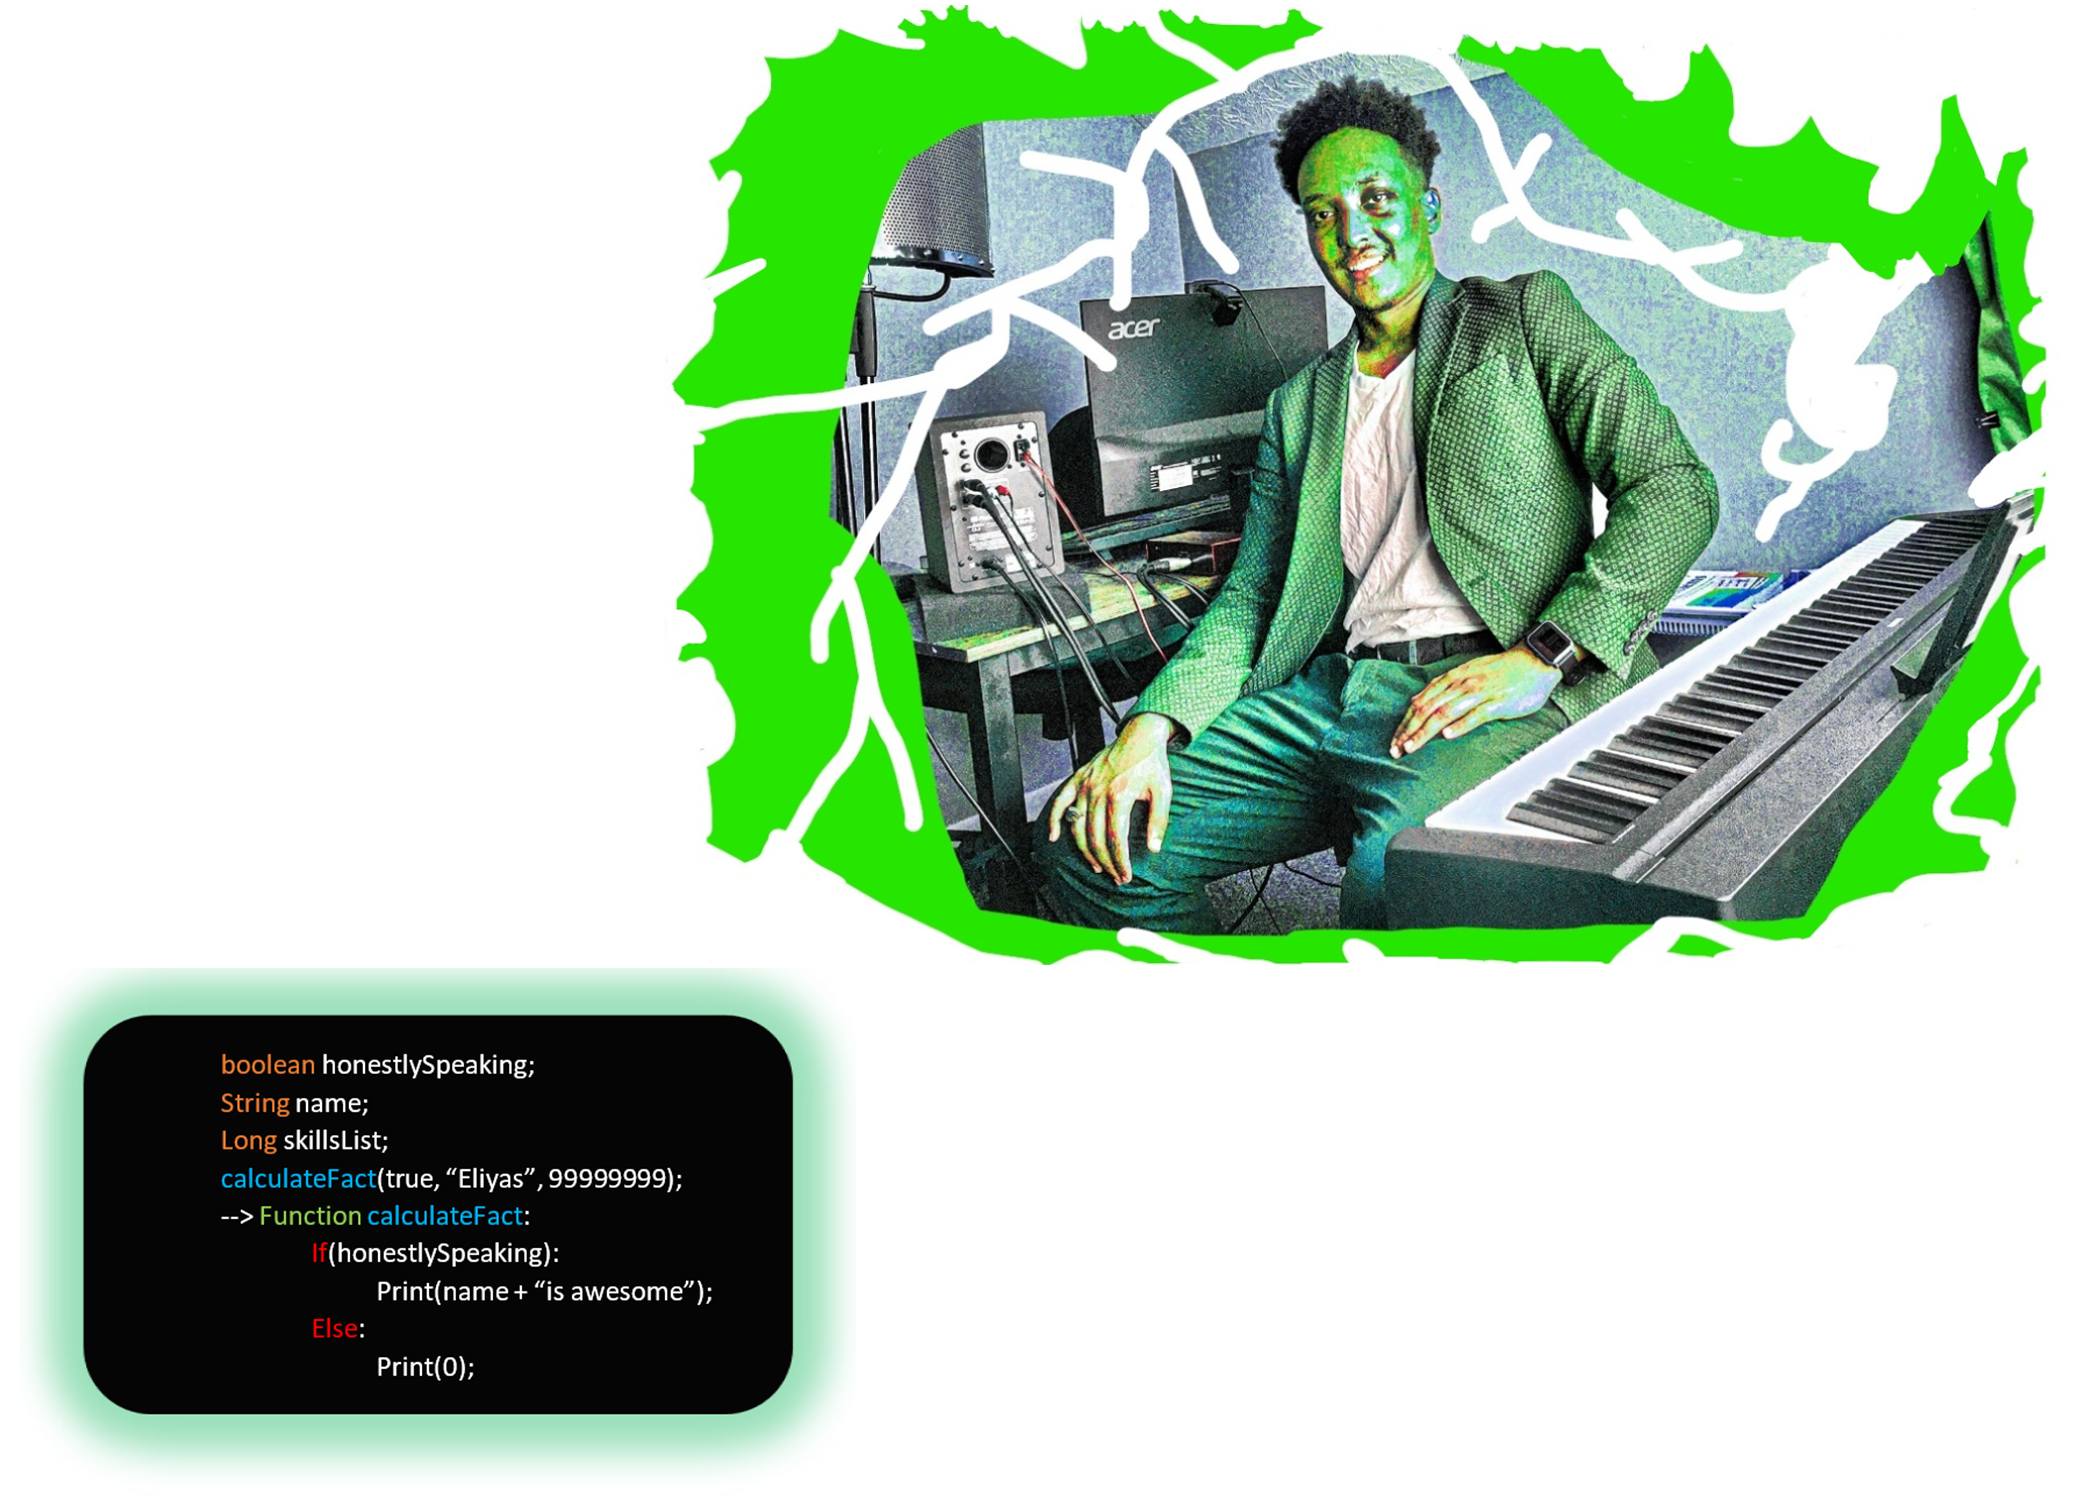 acer
boolean honestlySpeaking;
String name;
Long skillsList;
calculateFact(true, “Eliyas”, 99999999);
--> Function calculateFact:
If(honestlySpeaking):
Print(name + “is awesome”);
Else:
Print(0);